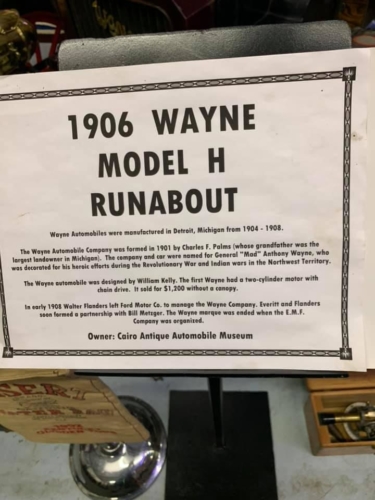 1906 WAYNE
MODEL H
RUNABOUT
Wayne Automobiles were manufactured in Detroit, Michigan from 1904 - 1908.
The Wayne Automobile Company was formed in 1901 by Charles F. Palms (whose grandfather was the
largest landowner in Michigan). The company and car were named for General "Mad" Anthony Wayne, who
was decorated for his heroic efforts during the Revolutionary War and Indian wars in the Northwest Territory.
The Wayne automobile was designed by William Kelly. The first Wayne had a two-cylinder motor with
chain drive. It sold for $1,200 without a canopy.
In early 1908 Walter Flanders left Ford Motor Co. to manage the Wayne Company. Everitt and Flanders
soon formed a partnership with Bill Metzger. The Wayne marque was ended when the E.M.F.
Company was organized.
Owner: Cairo Antique Automobile Museum